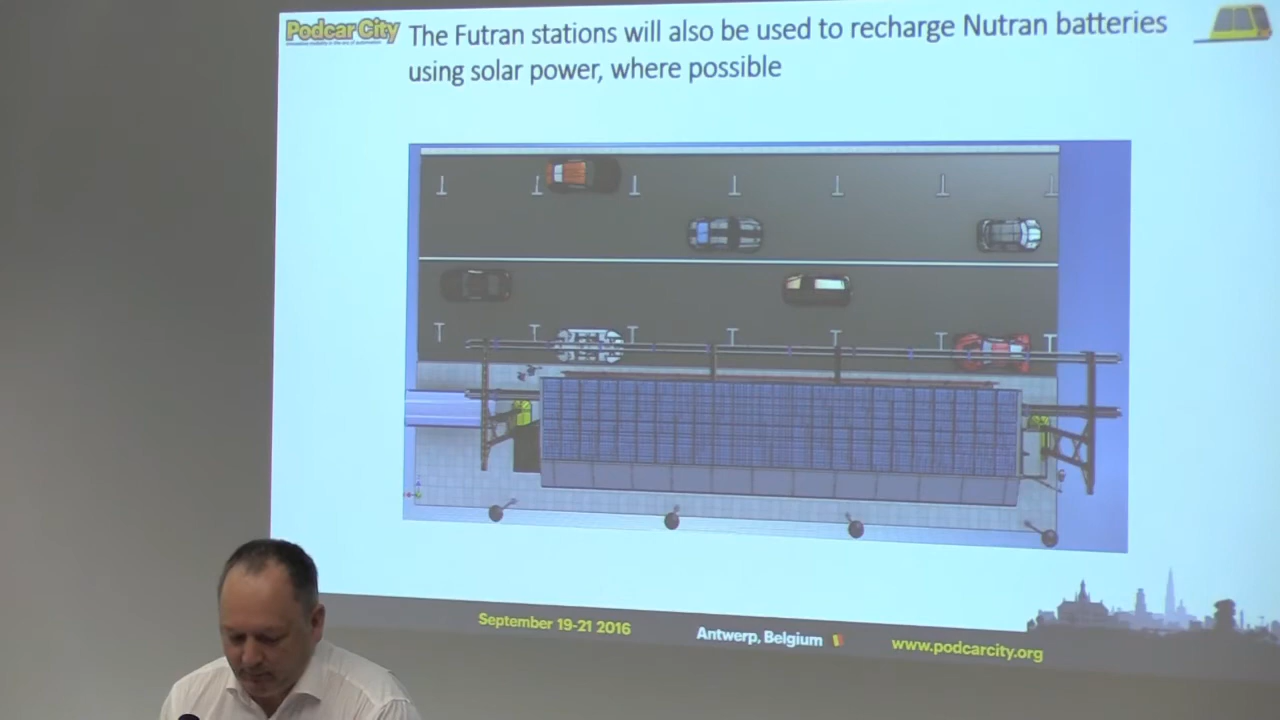 Podcar City
The Futran stations will also be used to recharge Nutran batteries
using solar power, where possible
September 19-21 2016
Antwerp, Belgium
www.podcarcity.org